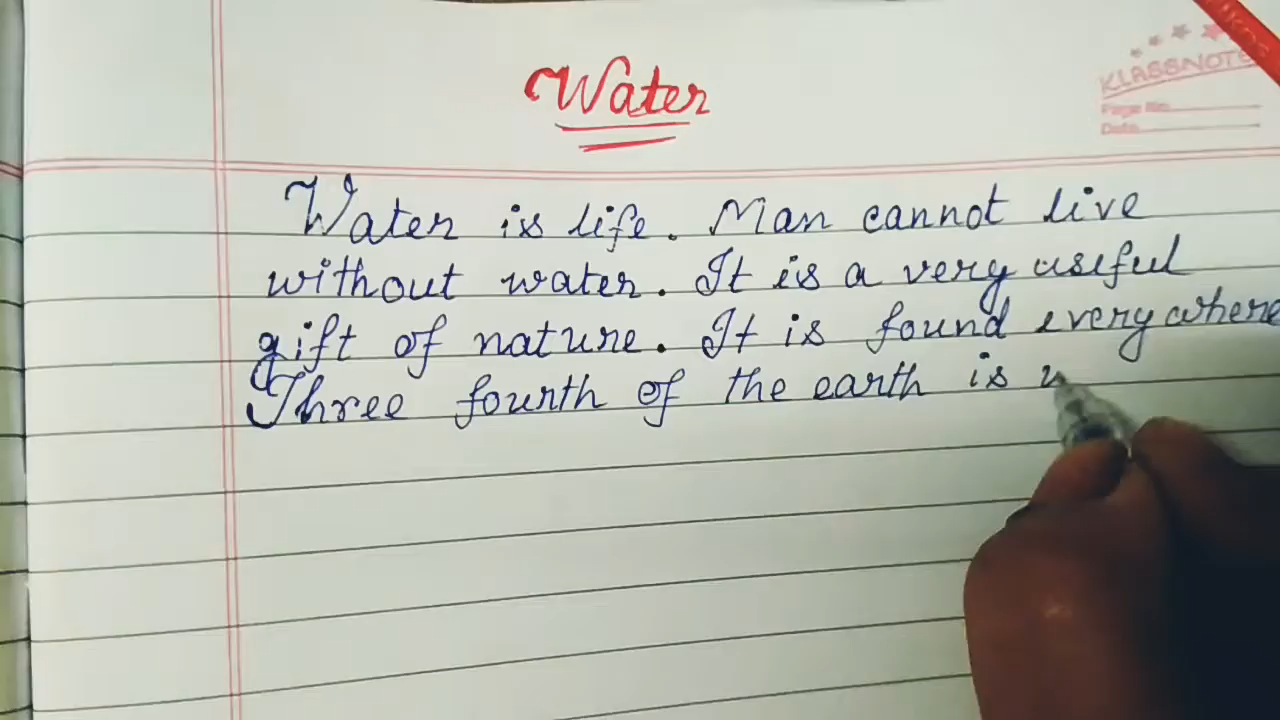 Water
KLASSNOTE
Page No.
Date
Water is life. Man cannot live
without water. It is a very useful
gift of nature. It is found everywhere
Three fourth of the earth is